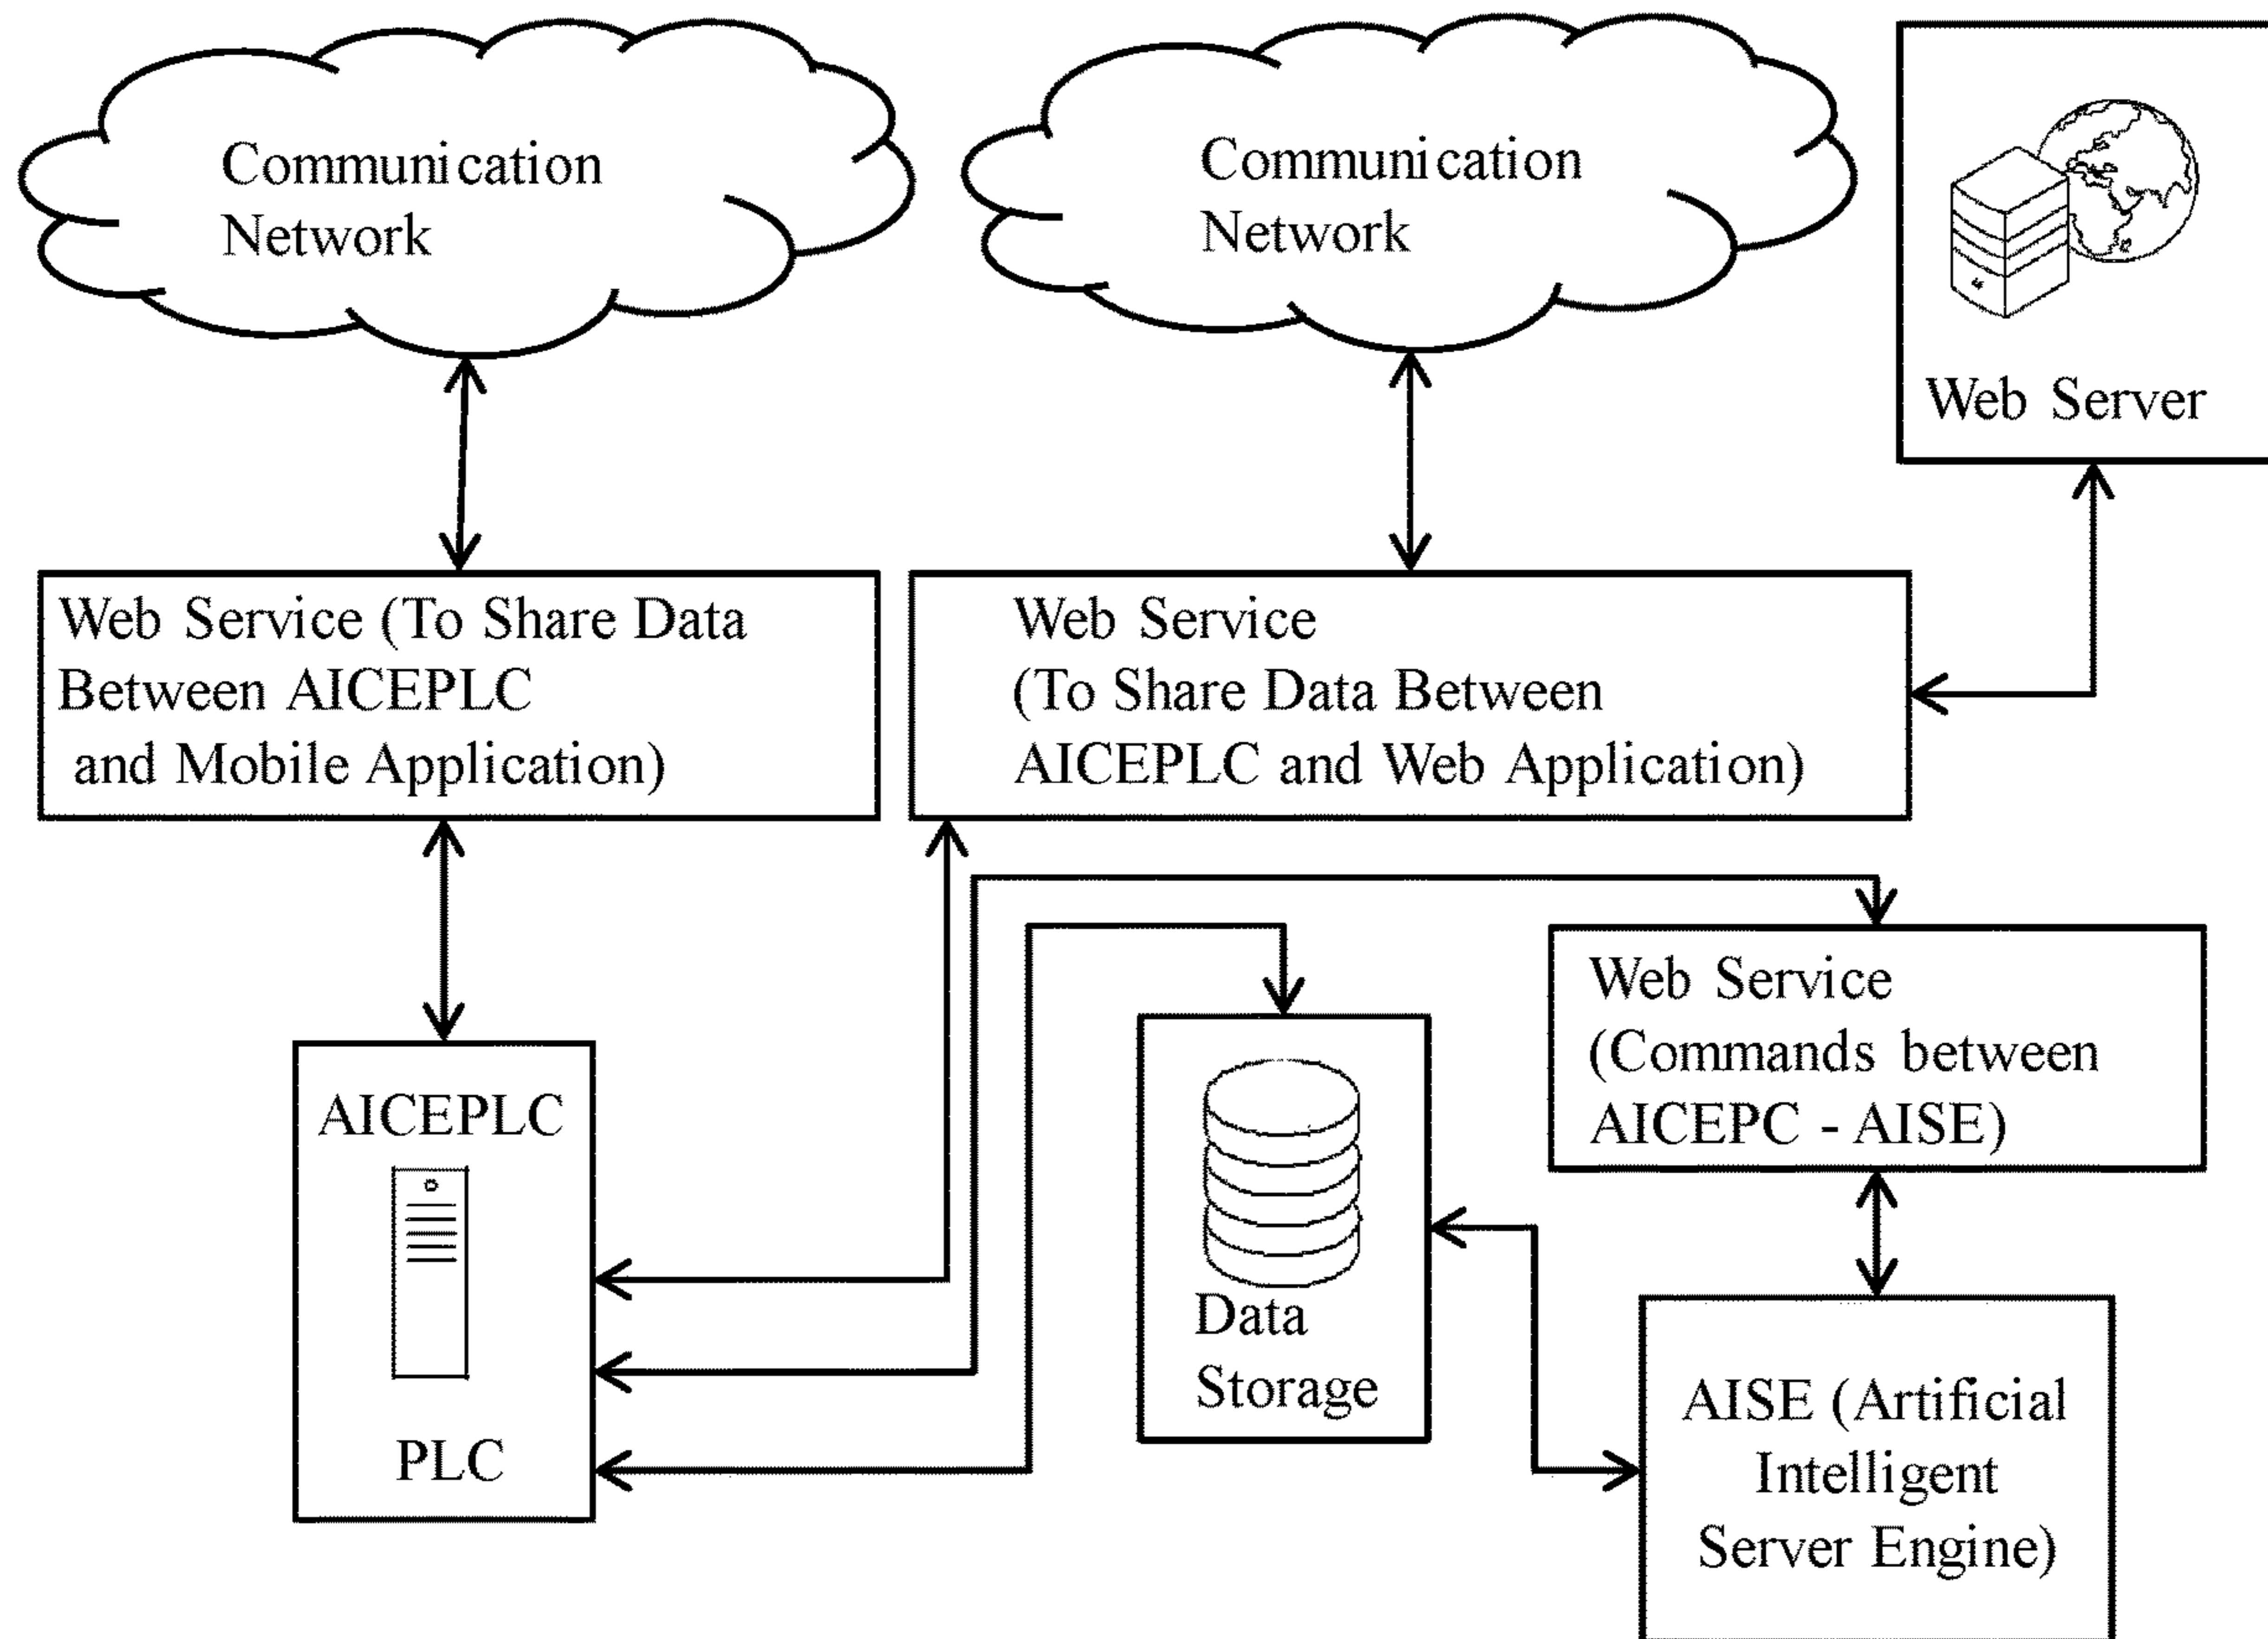 Communication
Network
Communication
Network
Web Server
Web Service (To Share Data
Between AICEPLC
and Mobile Application)
Web Service
(To Share Data Between
AICEPLC and Web Application)
Web Service
(Commands between
AICEPC - AISE)
AICEPLC
PLC
Data
Storage
AISE (Artificial
Intelligent
Server Engine)